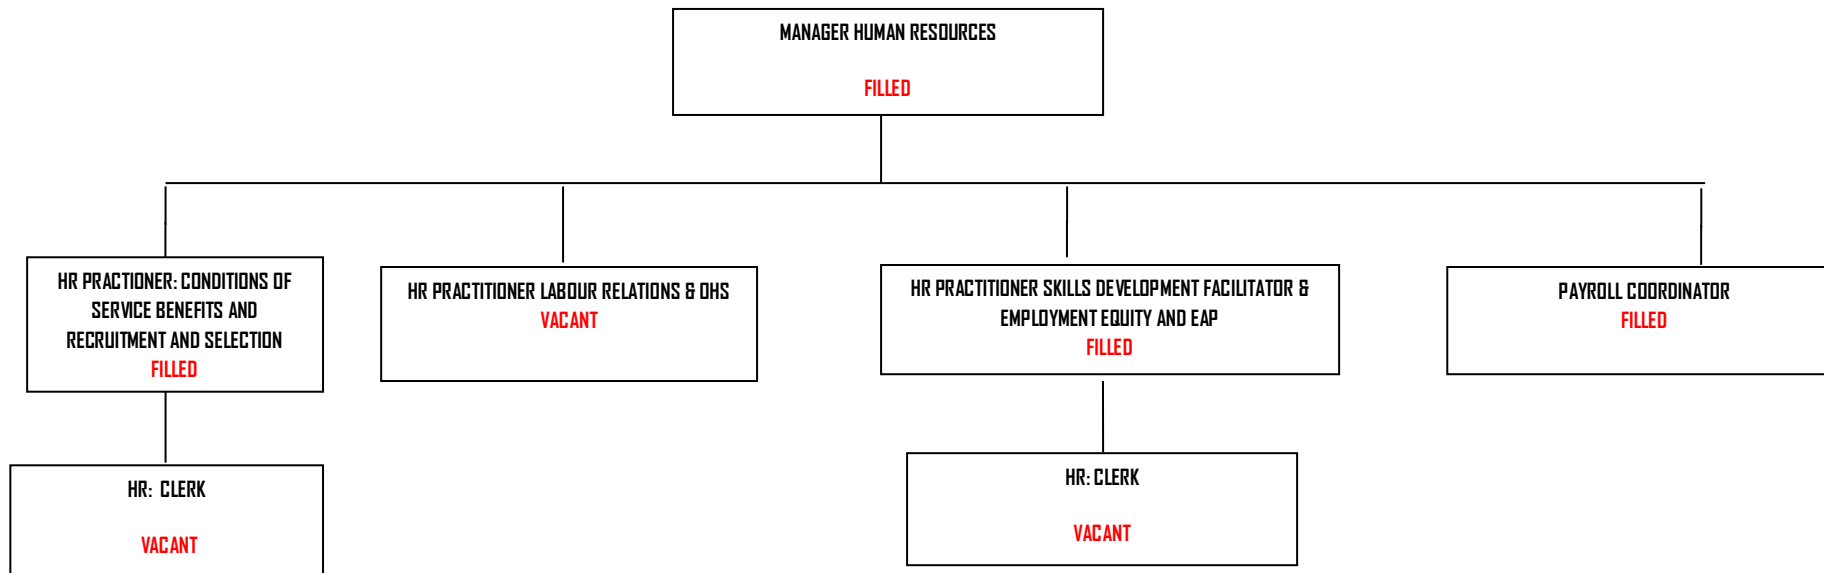 MANAGER HUMAN RESOURCES
FILLED
HR PRACTIONER: CONDITIONS OF
SERVICE BENEFITS AND
RECRUITMENT AND SELECTION
FILLED
HR PRACTITIONER LABOUR RELATIONS & OHS
VACANT
HR PRACTITIONER SKILLS DEVELOPMENT FACILITATOR &
EMPLOYMENT EQUITY AND EAP
FILLED
PAYROLL COORDINATOR
FILLED
HR: CLERK
VACANT
HR: CLERK
VACANT